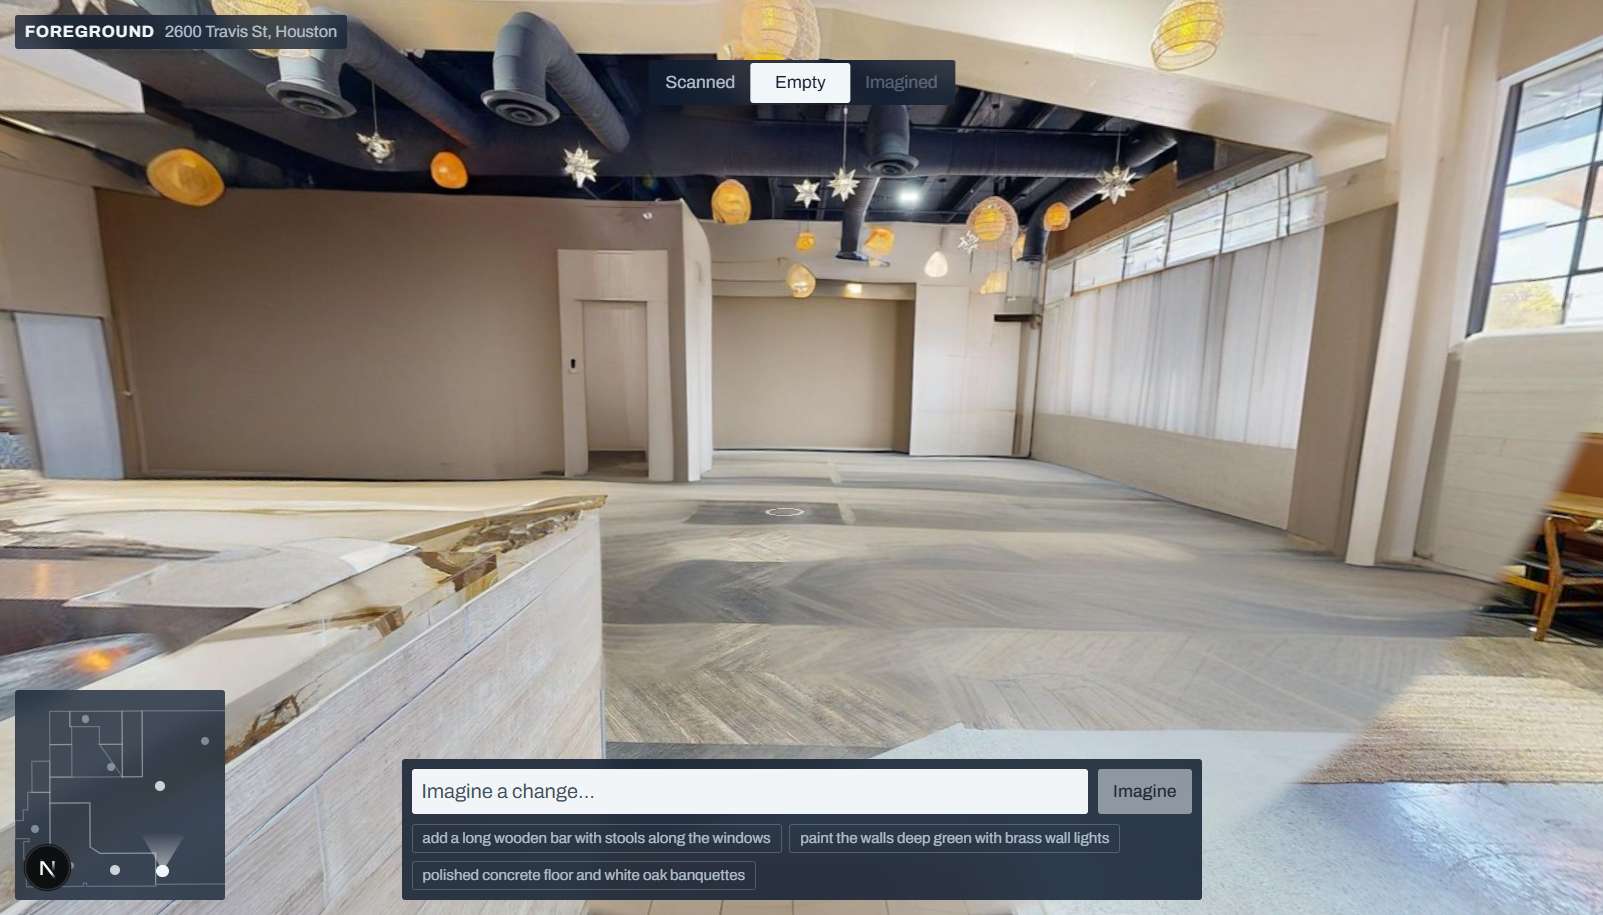 FOREGROUND 2600 Travis St, Houston
Scanned Empty Imagined
Imagine a change...
Imagine
add a long wooden bar with stools along the windows
paint the walls deep green with brass wall lights
polished concrete floor and white oak banquettes
N